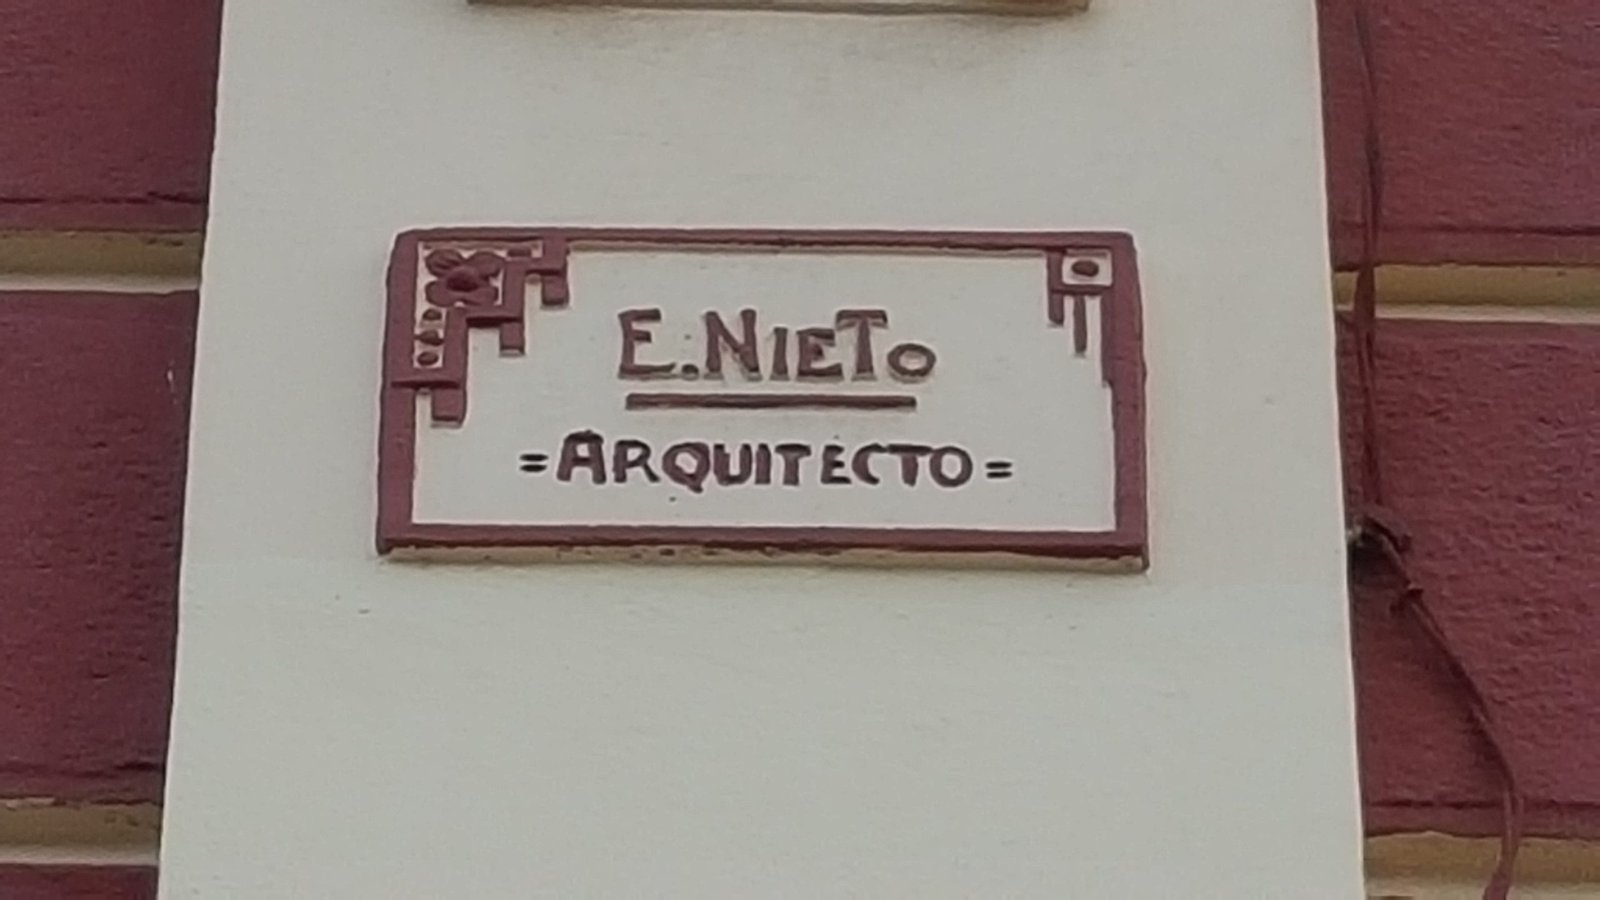 E. NIETO
= ARQUITECTO =